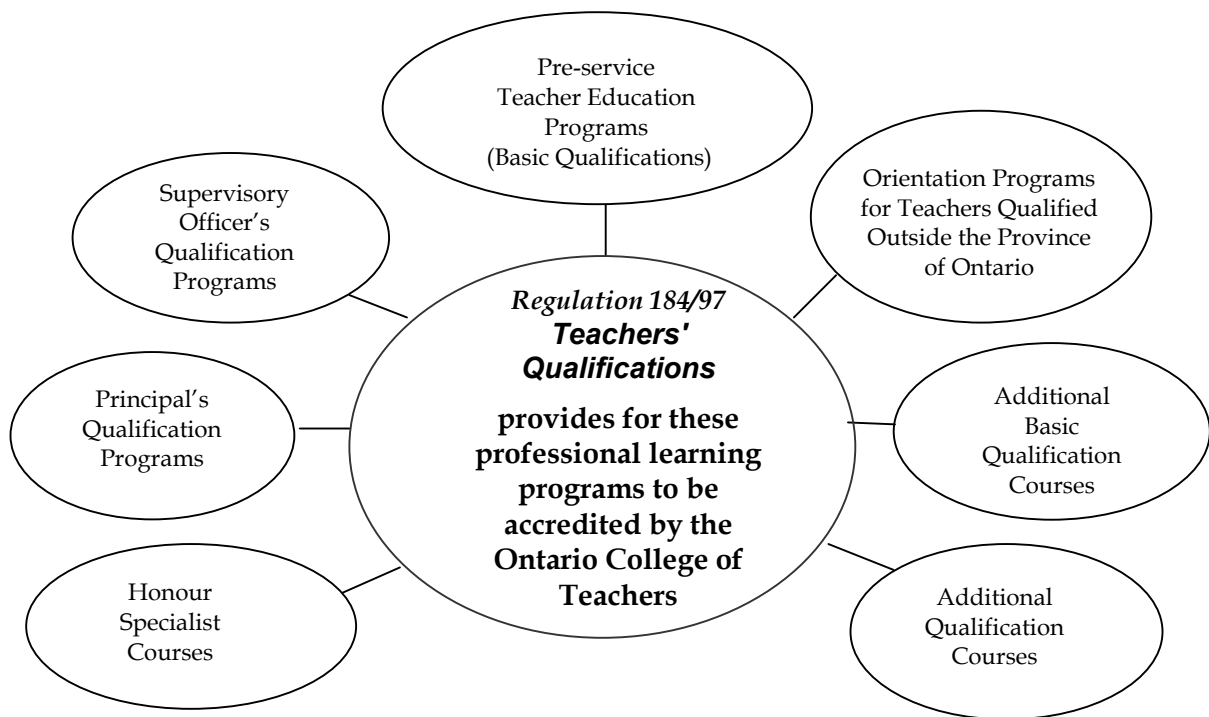 Pre-service
Teacher Education
Programs
(Basic Qualifications)
Supervisory
Officer’s
Qualification
Programs
Orientation Programs
for Teachers Qualified
Outside the Province
of Ontario
Regulation 184/97
Teachers'
Qualifications
provides for these
professional learning
programs to be
accredited by the
Ontario College of
Teachers
Principal’s
Qualification
Programs
Additional
Basic
Qualification
Courses
Honour
Specialist
Courses
Additional
Qualification
Courses